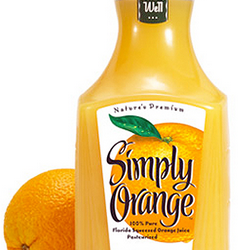 Well
Nature's Premium
Simply
Orange
100% Pure
Florida Squeezed Orange Juice
Pasteurized